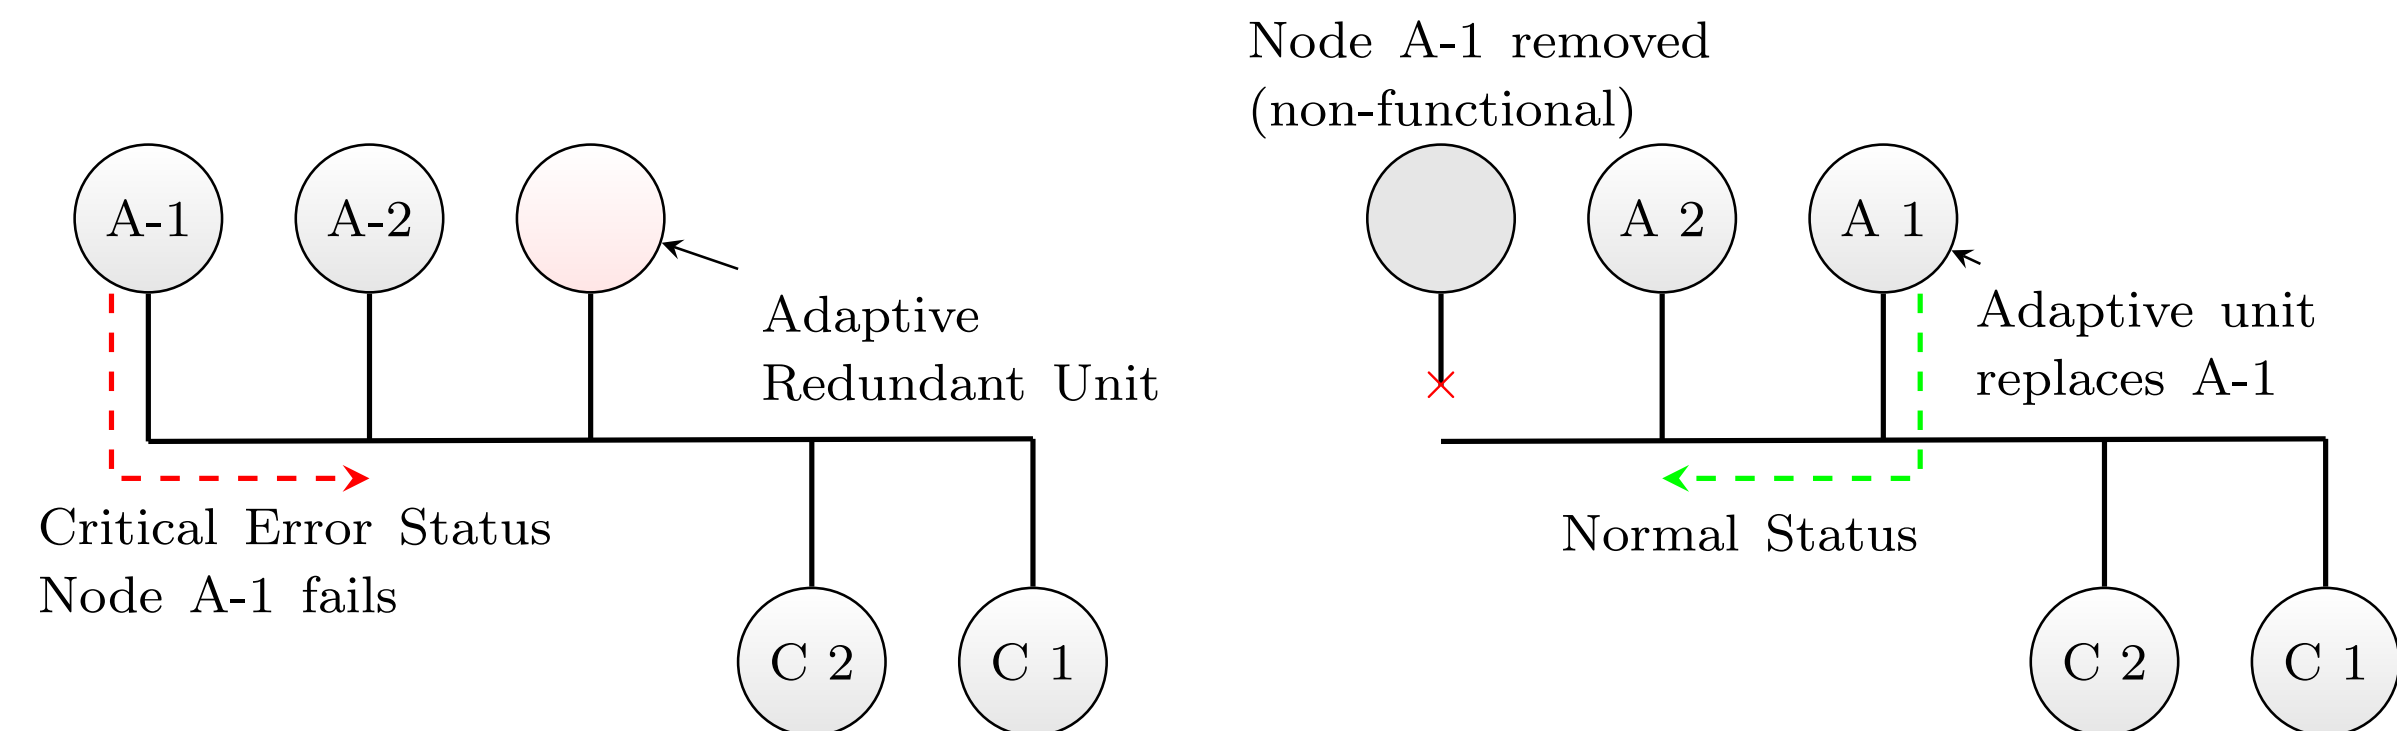 Node A-1 removed
(non-functional)
A-1
A-2
A 2
A 1
Adaptive
Redundant Unit
Adaptive unit
replaces A-1
Critical Error Status
Node A-1 fails
Normal Status
C 2
C 1
C 2
C 1